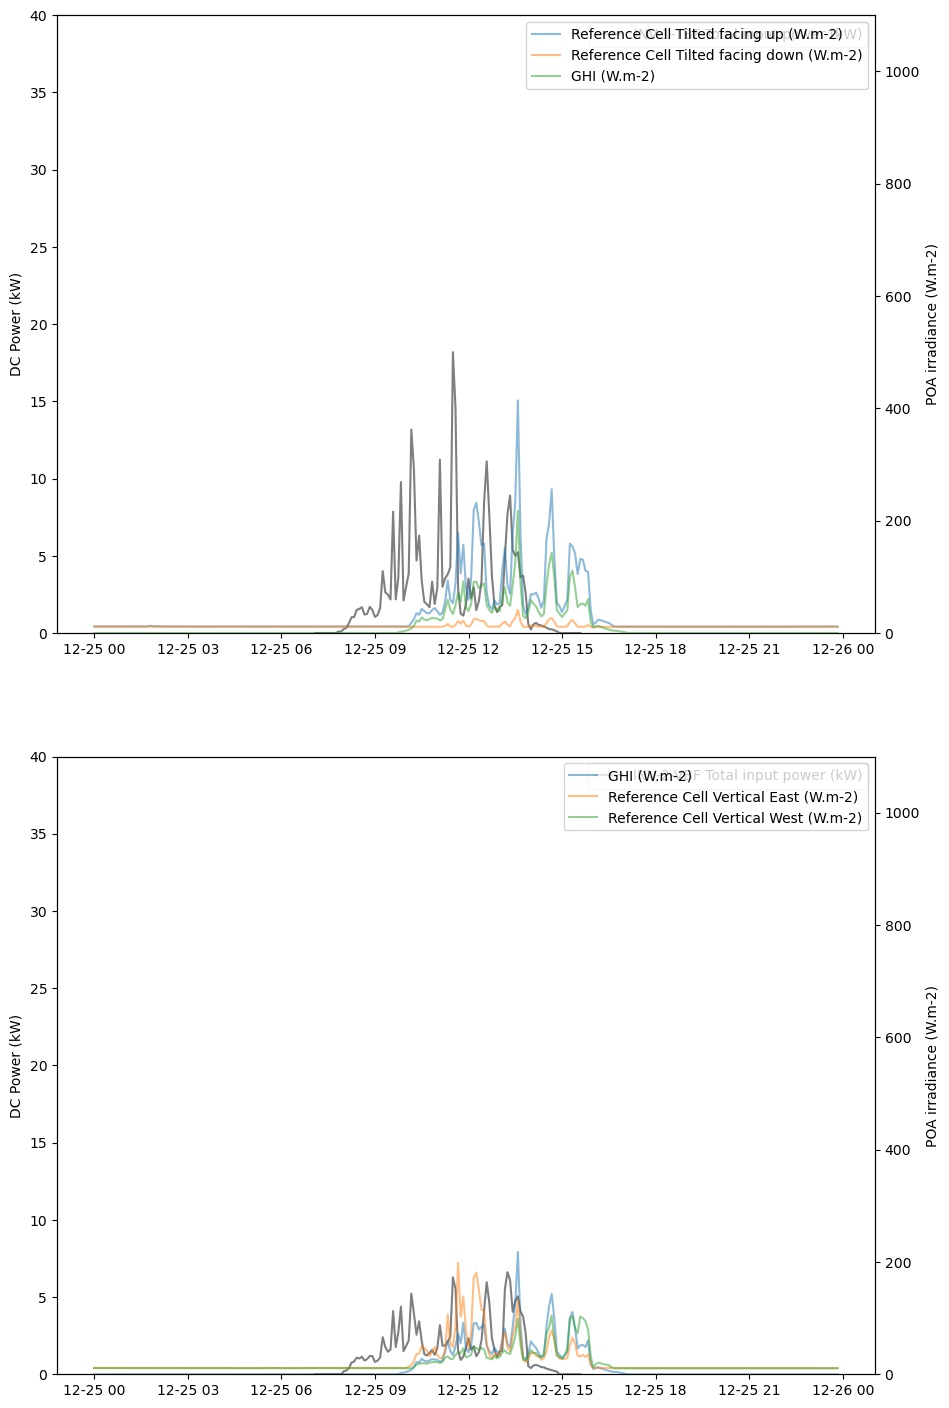 40
35
30
25
20
15
10
5
0
DC Power (kW)
Reference Cell Tilted facing up (W.m-2)
Reference Cell Tilted facing down (W.m-2)
GHI (W.m-2)
1000
800
600
400
200
0
POA irradiance (W.m-2)
12-25 00 12-25 03 12-25 06 12-25 09 12-25 12 12-25 15 12-25 18 12-25 21 12-26 00
40
35
30
25
20
15
10
5
0
DC Power (kW)
GHI (W.m-2) Total input power (kW)
Reference Cell Vertical East (W.m-2)
Reference Cell Vertical West (W.m-2)
1000
800
600
400
200
0
POA irradiance (W.m-2)
12-25 00 12-25 03 12-25 06 12-25 09 12-25 12 12-25 15 12-25 18 12-25 21 12-26 00